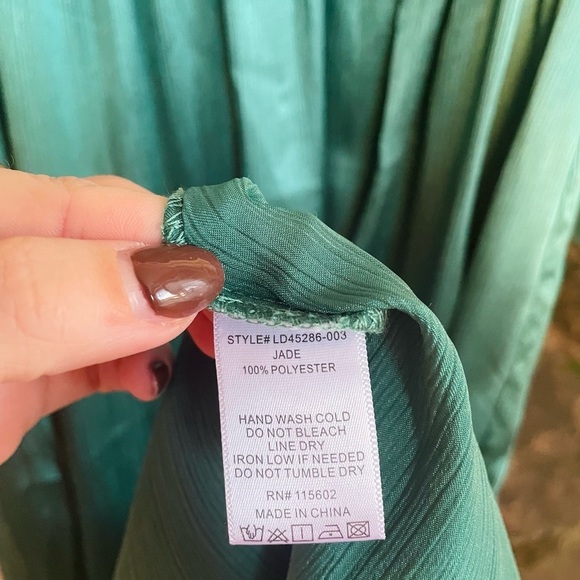 STYLE# LD45286-003
JADE
100% POLYESTER
HAND WASH COLD
DO NOT BLEACH
LINE DRY
IRON LOW IF NEEDED
DO NOT TUMBLE DRY
RN# 115602
MADE IN CHINA